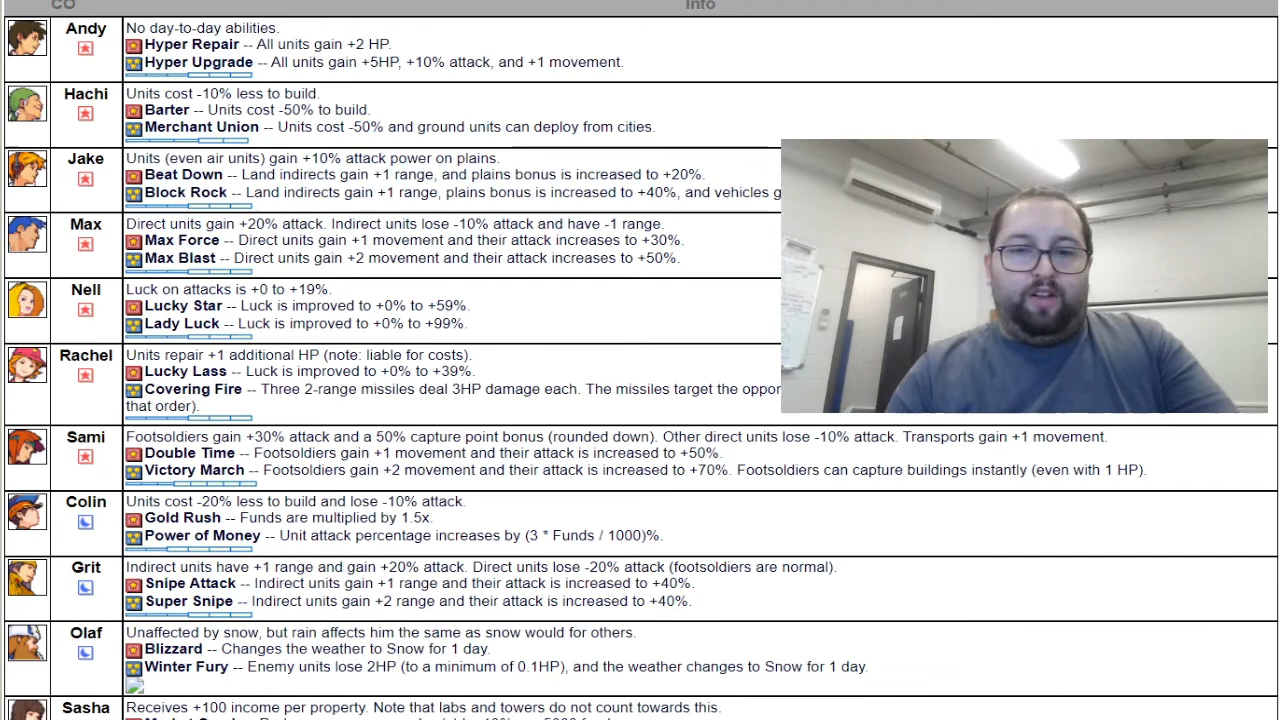 CO Info
Andy No day-to-day abilities.
Hyper Repair -- All units gain +2 HP.
Hyper Upgrade -- All units gain +5HP, +10% attack, and +1 movement.
Hachi Units cost -10% less to build.
Barter -- Units cost -50% to build.
Merchant Union -- Units cost -50% and ground units can deploy from cities.
Jake Units (even air units) gain +10% attack power on plains.
Beat Down -- Land indirects gain +1 range, and plains bonus is increased to +20%.
Block Rock -- Land indirects gain +1 range, plains bonus is increased to +40%, and vehicles g
Max Direct units gain +20% attack. Indirect units lose -10% attack and have -1 range.
Max Force -- Direct units gain +1 movement and their attack increases to +30%.
Max Blast -- Direct units gain +2 movement and their attack increases to +50%.
Nell Luck on attacks is +0 to +19%.
Lucky Star -- Luck is improved to +0% to +59%.
Lady Luck -- Luck is improved to +0% to +99%.
Rachel Units repair +1 additional HP (note: liable for costs).
Lucky Lass -- Luck is improved to +0% to +39%.
Covering Fire -- Three 2-range missiles deal 3HP damage each. The missiles target the oppon
that order).
Sami Footsoldiers gain +30% attack and a 50% capture point bonus (rounded down). Other direct units lose -10% attack. Transports gain +1 movement.
Double Time -- Footsoldiers gain +1 movement and their attack is increased to +50%.
Victory March -- Footsoldiers gain +2 movement and their attack is increased to +70%. Footsoldiers can capture buildings instantly (even with 1 HP).
Colin Units cost -20% less to build and lose -10% attack.
Gold Rush -- Funds are multiplied by 1.5x.
Power of Money -- Unit attack percentage increases by (3 * Funds / 1000)%.
Grit Indirect units have +1 range and gain +20% attack. Direct units lose -20% attack (footsoldiers are normal).
Snipe Attack -- Indirect units gain +1 range and their attack is increased to +40%.
Super Snipe -- Indirect units gain +2 range and their attack is increased to +40%.
Olaf Unaffected by snow, but rain affects him the same as snow would for others.
Blizzard -- Changes the weather to Snow for 1 day.
Winter Fury -- Enemy units lose 2HP (to a minimum of 0.1HP), and the weather changes to Snow for 1 day.
Sasha Receives +100 income per property. Note that labs and towers do not count towards this.